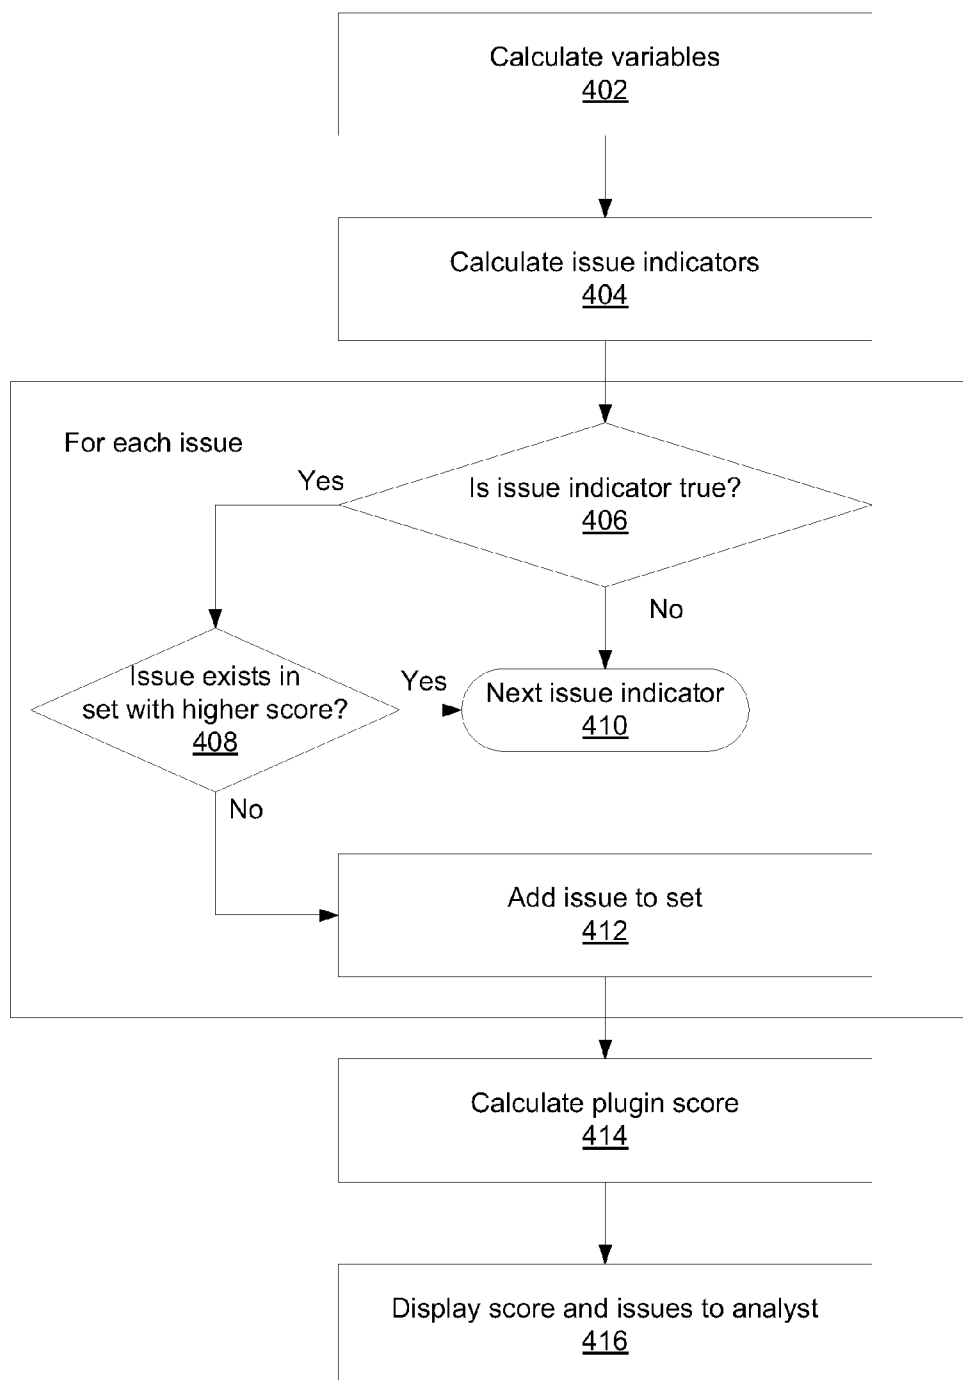 Calculate variables
402
Calculate issue indicators
404
For each issue
Yes
Is issue indicator true?
406
No
Issue exists in
set with higher score?
408
Yes
Next issue indicator
410
No
Add issue to set
412
Calculate plugin score
414
Display score and issues to analyst
416